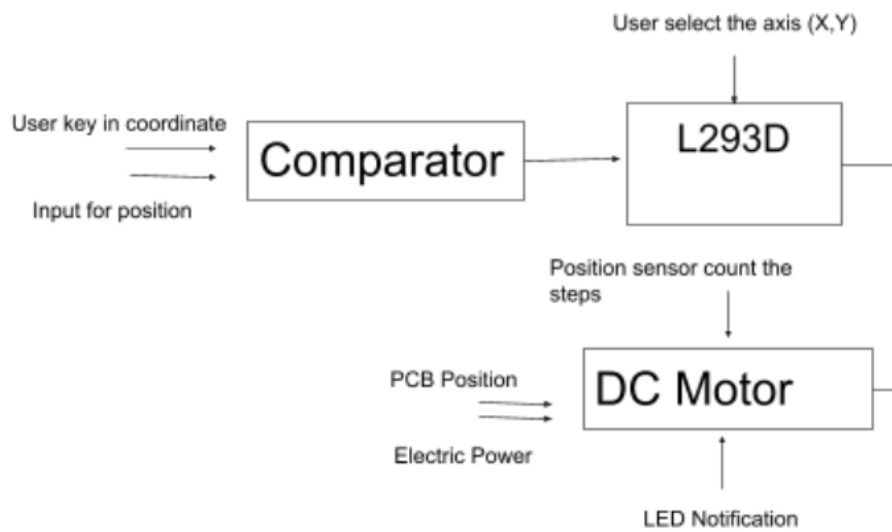 User select the axis (X,Y)
User key in coordinate
Comparator
L293D
Input for position
Position sensor count the
steps
PCB Position
DC Motor
Electric Power
LED Notification